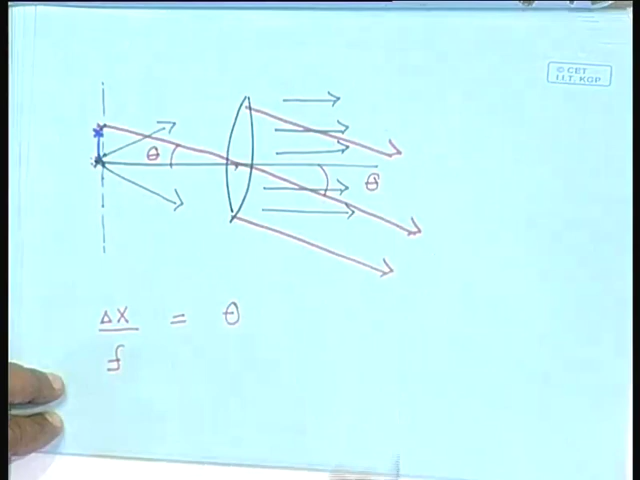 © CET
I.I.T. KGP
θ
θ
Δx / f = θ